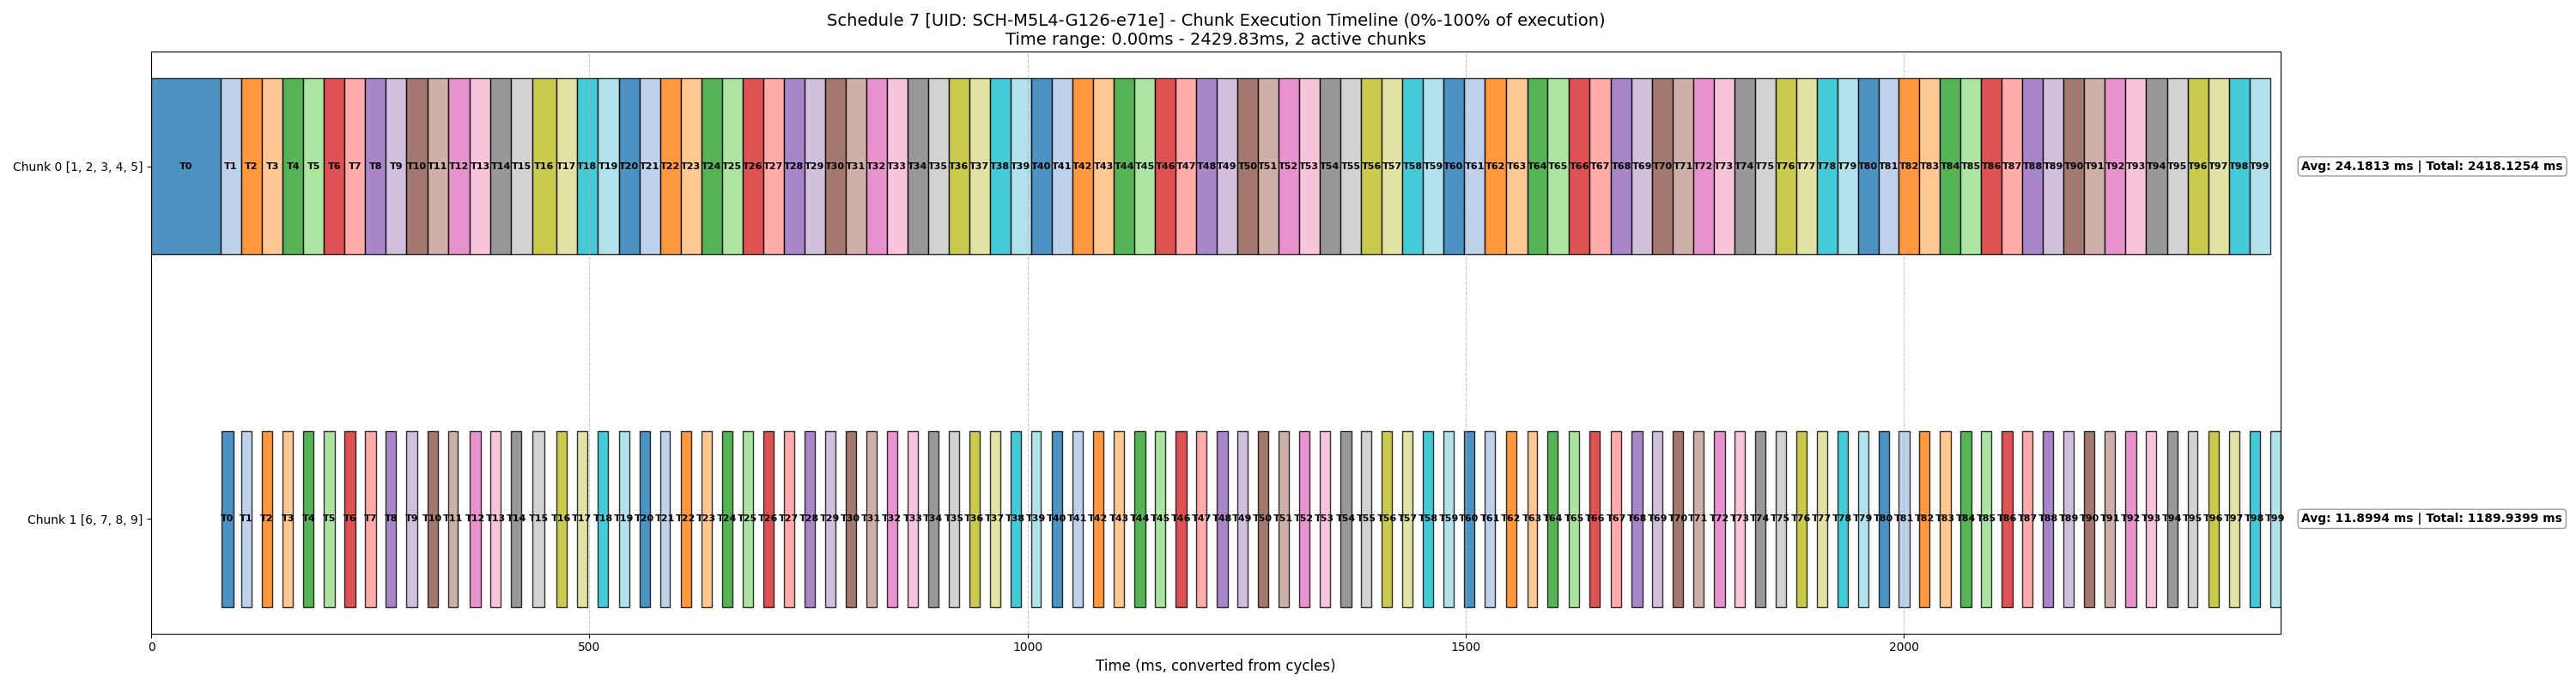 Schedule 7 [UID: SCH-M5L4-G126-e71e] - Chunk Execution Timeline (0%-100% of execution)
Time range: 0.00ms - 2429.83ms, 2 active chunks
Chunk 0 [1, 2, 3, 4, 5]
T0 T1 T2 T3 T4 T5 T6 T7 T8 T9 T10 T11 T12 T13 T14 T15 T16 T17 T18 T19 T20 T21 T22 T23 T24 T25 T26 T27 T28 T29 T30 T31 T32 T33 T34 T35 T36 T37 T38 T39 T40 T41 T42 T43 T44 T45 T46 T47 T48 T49 T50 T51 T52 T53 T54 T55 T56 T57 T58 T59 T60 T61 T62 T63 T64 T65 T66 T67 T68 T69 T70 T71 T72 T73 T74 T75 T76 T77 T78 T79 T80 T81 T82 T83 T84 T85 T86 T87 T88 T89 T90 T91 T92 T93 T94 T95 T96 T97 T98 T99
Avg: 24.1813 ms | Total: 2418.1254 ms
Chunk 1 [6, 7, 8, 9]
T0 T1 T2 T3 T4 T5 T6 T7 T8 T9 T10 T11 T12 T13 T14 T15 T16 T17 T18 T19 T20 T21 T22 T23 T24 T25 T26 T27 T28 T29 T30 T31 T32 T33 T34 T35 T36 T37 T38 T39 T40 T41 T42 T43 T44 T45 T46 T47 T48 T49 T50 T51 T52 T53 T54 T55 T56 T57 T58 T59 T60 T61 T62 T63 T64 T65 T66 T67 T68 T69 T70 T71 T72 T73 T74 T75 T76 T77 T78 T79 T80 T81 T82 T83 T84 T85 T86 T87 T88 T89 T90 T91 T92 T93 T94 T95 T96 T97 T98 T99
Avg: 11.8994 ms | Total: 1189.9399 ms
0 500 1000 1500 2000
Time (ms, converted from cycles)